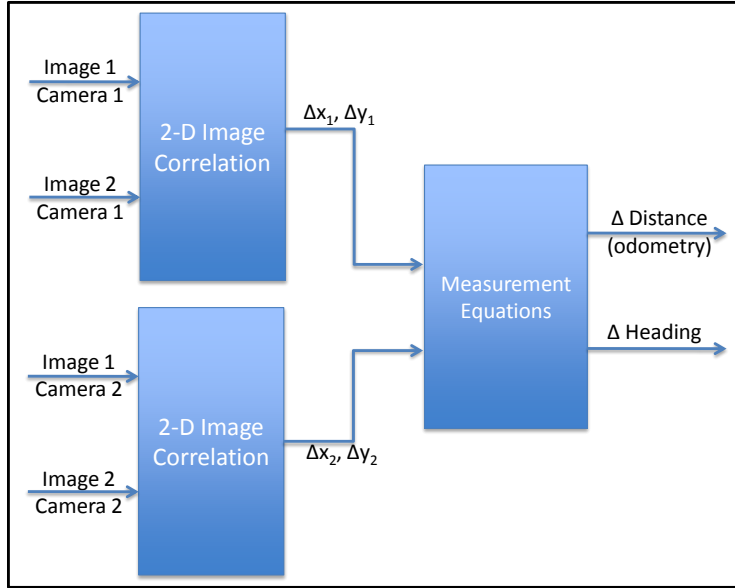 Image 1
Camera 1
Image 2
Camera 1
2-D Image
Correlation
Δx₁, Δy₁
Image 1
Camera 2
Image 2
Camera 2
2-D Image
Correlation
Δx₂, Δy₂
Measurement
Equations
Δ Distance
(odometry)
Δ Heading